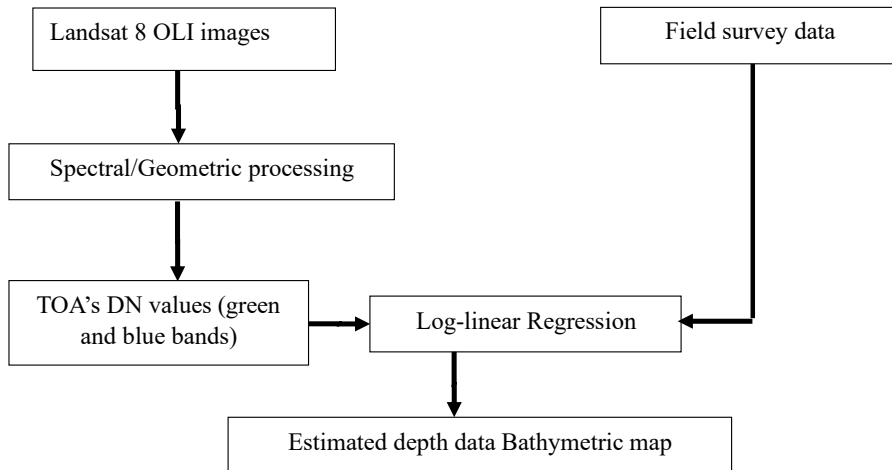 Landsat 8 OLI images
Field survey data
Spectral/Geometric processing
TOA’s DN values (green
and blue bands)
Log-linear Regression
Estimated depth data Bathymetric map